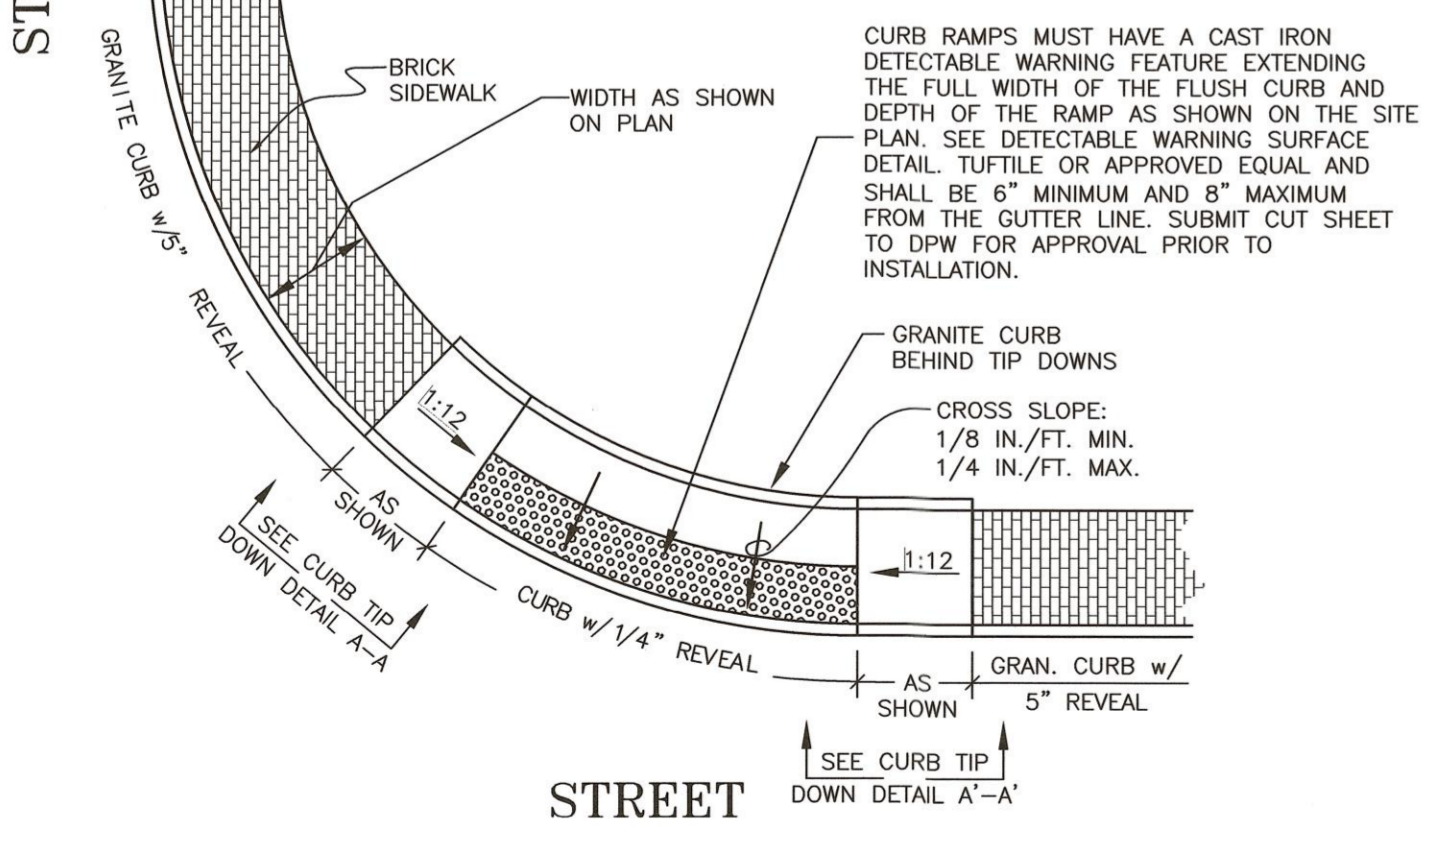 ST
GRANITE CURB w/5"
REVEAL
BRICK
SIDEWALK
WIDTH AS SHOWN
ON PLAN
CURB RAMPS MUST HAVE A CAST IRON
DETECTABLE WARNING FEATURE EXTENDING
THE FULL WIDTH OF THE FLUSH CURB AND
DEPTH OF THE RAMP AS SHOWN ON THE SITE
PLAN. SEE DETECTABLE WARNING SURFACE
DETAIL. TUFTILE OR APPROVED EQUAL AND
SHALL BE 6" MINIMUM AND 8" MAXIMUM
FROM THE GUTTER LINE. SUBMIT CUT SHEET
TO DPW FOR APPROVAL PRIOR TO
INSTALLATION.
GRANITE CURB
BEHIND TIP DOWNS
CROSS SLOPE:
1/8 IN./FT. MIN.
1/4 IN./FT. MAX.
1:12
AS
SHOWN
SEE CURB TIP
DOWN DETAIL A-A
CURB w/1/4" REVEAL
1:12
AS
SHOWN
GRAN. CURB w/
5" REVEAL
SEE CURB TIP
DOWN DETAIL A'-A'
STREET